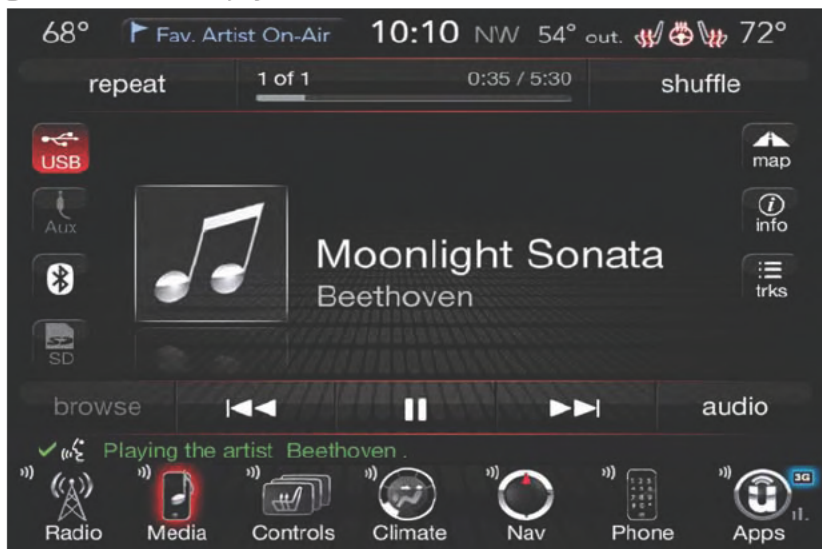 68° Fav. Artist On-Air 10:10 NW 54° out. 72°
repeat 1 of 1 0:35 / 5:30 shuffle
USB
map
Aux
info
Moonlight Sonata
Beethoven
trks
SD
browse audio
Playing the artist Beethoven .
3G
Radio Media Controls Climate Nav Phone Apps